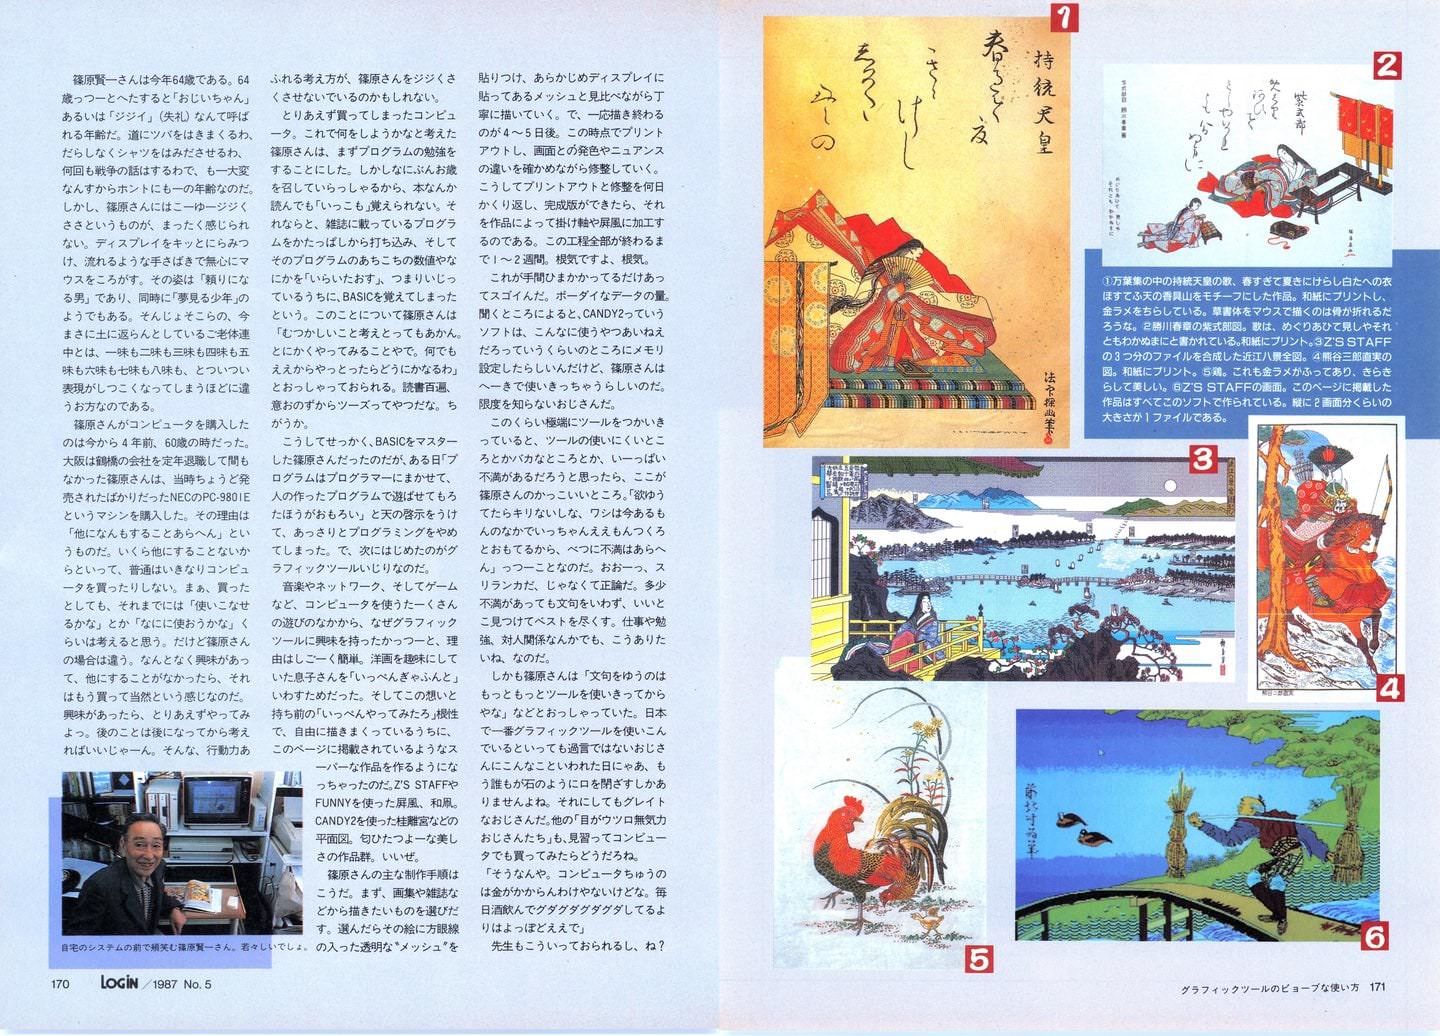 篠原賢一さんは今年64歳である。64
歳っつーとへたすると「おじいちゃん」
あるいは「ジジイ」（失礼）なんて呼ば
れる年齢だ。道にツバをはきまくるわ、
だらしなくシャツをはみださせるわ、
何回も戦争の話はするわで、も一大変
なんすからホントにも一の年齢なのだ。
しかし、篠原さんにはこーゆージジく
ささというものが、まったく感じられ
ない。ディスプレイをキッとにらみつ
け、流れるような手さばきで無心にマ
ウスをころがす。その姿は「頼りにな
る男」であり、同時に「夢見る少年」の
ようでもある。そんじょそこらの、今
まさに土に返らんとしているご老体連
中とは、一味も二味も三味も四味も五
味も六味も七味も八味も、とついつい
表現がしつこくなってしまうほどに違
うお方なのである。
篠原さんがコンピュータを購入した
のは今から4年前、60歳の時だった。
大阪は鶴橋の会社を定年退職して間も
なかった篠原さんは、当時ちょうど発
売されたばかりだったNECのPC-9801E
というマシンを購入した。その理由は
「他になんもすることあらへん」とい
うものだ。いくら他にすることないか
らといって、普通はいきなりコンピュ
ータを買ったりしない。まぁ、買った
としても、それまでには「使いこなせ
るかな」とか「なにに使おうかな」く
らいは考えると思う。だけど篠原さん
の場合は違う。なんとなく興味があっ
て、他にすることがなかったら、それ
はもう買って当然という感じなのだ。
興味があったら、とりあえずやってみ
よっ。後のことは後になってから考え
ればいいじゃーん。そんな、行動力あ
ふれる考え方が、篠原さんをジジくさ
くさせないでいるのかもしれない。
とりあえず買ってしまったコンピュ
ータ。これで何をしようかなと考えた
篠原さんは、まずプログラムの勉強を
することにした。しかしなにぶんお歳
を召していらっしゃるから、本なんか
読んでも「いっこも」覚えられない。そ
れならと、雑誌に載っているプログラ
ムをかたっぱしから打ち込み、そして
そのプログラムのあちこちの数値やな
にかを「いらいたおす」、つまりいじっ
ているうちに、BASICを覚えてしまった
という。このことについて篠原さんは
「むつかしいこと考えとってもあかん。
とにかくやってみることやで。何でも
ええからやっとったらどうにかなるわ」
とおっしゃっておられる。読書百遍、
意おのずからツーズってやつだな。ち
がうか。
こうしてせっかく、BASICをマスター
した篠原さんだったのだが、ある日「プ
ログラムはプログラマーにまかせて、
人の作ったプログラムで遊ばせてもろ
たほうがおもろい」と天の啓示をうけ
て、あっさりとプログラミングをやめ
てしまった。で、次にはじめたのがグ
ラフィックツールいじりなのだ。
音楽やネットワーク、そしてゲーム
など、コンピュータを使うたーくさん
の遊びのなかから、なぜグラフィック
ツールに興味を持ったかっつーと、理
由はしごーく簡単。洋画を趣味にして
いた息子さんを「いっぺんぎゃふんと」
いわすためだった。そしてこの想いと
持ち前の「いっぺんやってみたろ」根性
で、自由に描きまくっているうちに、
このページに掲載されているようなス
ーパーな作品を作るようにな
っちゃったのだ。Z'S STAFFや
FUNNYを使った屏風、和凧。
CANDY2を使った桂離宮などの
平面図。匂ひたつよーな美し
さの作品群。いいぜ。
篠原さんの主な制作手順は
こうだ。まず、画集や雑誌な
どから描きたいものを選びだ
す。選んだらその絵に方眼線
の入った透明な“メッシュ”を
貼りつけ、あらかじめディスプレイに
貼ってあるメッシュと見比べながら丁
寧に描いていく。で、一応描き終わる
のが4～5日後。この時点でプリント
アウトし、画面との発色やニュアンス
の違いを確かめながら修整していく。
こうしてプリントアウトと修整を何日
かくり返し、完成版ができたら、それ
を作品によって掛け軸や屏風に加工す
るのである。この工程全部が終わるま
で1～2週間。根気ですよ、根気。
これが手間ひまかかってるだけあっ
てスゴイんだ。ボーダイなデータの量。
聞くところによると、CANDY2っていう
ソフトは、こんなに使うやつあいねえ
だろっていうくらいのところにメモリ
設定したらしいんだけど、篠原さんは
へーきで使いきっちゃうらしいのだ。
限度を知らないおじさんだ。
このくらい極端にツールをつかいき
っていると、ツールの使いにくいとこ
ろとかバカなところとか、いーっぱい
不満があるだろうと思ったら、ここが
篠原さんのかっこいいところ。「欲ゆう
てたらキリないしな、ワシは今あるも
んのなかでいっちゃんええもんつくろ
とおもてるから、べつに不満はあらへ
ん」っつーことなのだ。おおーっ、ス
リランカだ、じゃなくて正論だ。多少
不満があっても文句をいわず、いいと
こ見つけてベストを尽くす。仕事や勉
強、対人関係なんかでも、こうありた
いね、なのだ。
しかも篠原さんは「文句をゆうのは
もっともっとツールを使いきってから
やな」などとおっしゃっていた。日本
で一番グラフィックツールを使いこん
でいるといっても過言ではないおじさ
んにこんなこといわれた日にゃあ、も
う誰もが石のように口を閉ざすしかあ
りませんよね。それにしてもグレイト
なおじさんだ。他の「目がウツロ無気力
おじさんたち」も、見習ってコンピュー
タでも買ってみたらどうだろね。
「そうなんや。コンピュータちゅうの
は金がかからんわけやないけどな。毎
日酒飲んでグダグダグダグダしてるよ
りはよっぽどええで」
先生もこういっておられるし、ね？
自宅のシステムの前で頬笑む篠原賢一さん。若々しいでしょ。
170 LOGiN／1987 No.5
1
持統天皇
春すぎて夏
きに
けらし
法印探幽筆
2
紫式部
3
4
熊谷二郎直実
5
6
①万葉集の中の持統天皇の歌、春すぎて夏きにけらし白たへの衣
ほすてふ天の香具山をモチーフにした作品。和紙にプリントし、
金ラメをちらしている。草書体をマウスで描くのは骨が折れるだ
ろうな。②勝川春章の紫式部図。歌は、めぐりあひて見しやそれ
ともわかぬまにと書かれている。和紙にプリント。③Z'S STAFF
の3つ分のファイルを合成した近江八景全図。④熊谷三郎直実の
図。和紙にプリント。⑤鶏。これも金ラメがふってあり、きらき
らして美しい。⑥Z'S STAFFの画面。このページに掲載した
作品はすべてこのソフトで作られている。縦に2画面分くらいの
大きさが1ファイルである。
グラフィックツールのビョーブな使い方 171